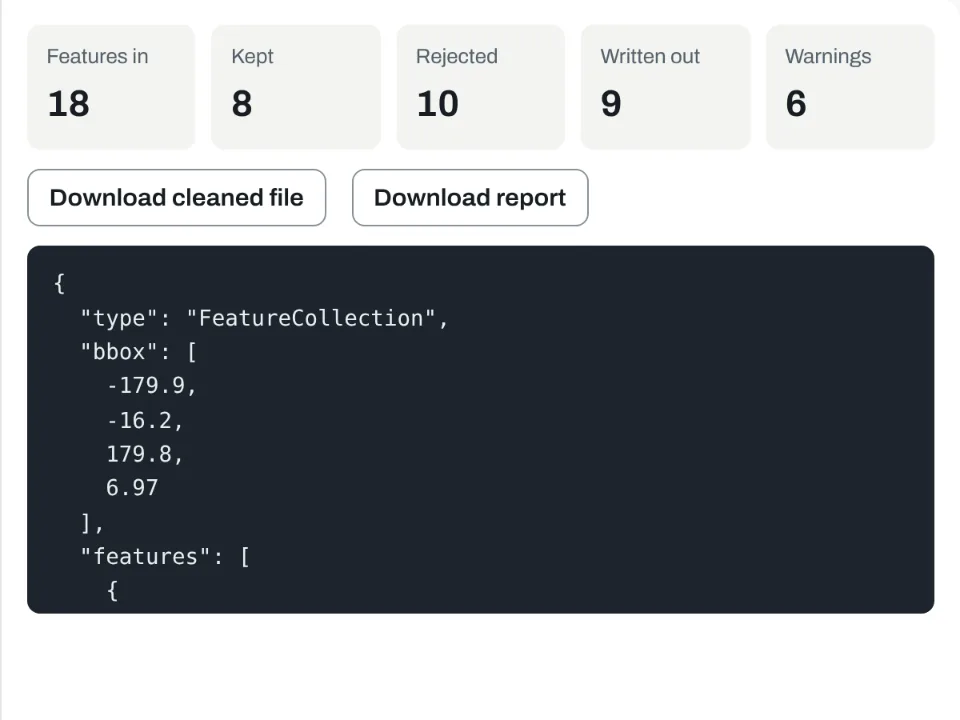 Features in
18
Kept
8
Rejected
10
Written out
9
Warnings
6
Download cleaned file
Download report
{
  "type": "FeatureCollection",
  "bbox": [
    -179.9,
    -16.2,
    179.8,
    6.97
  ],
  "features": [
    {